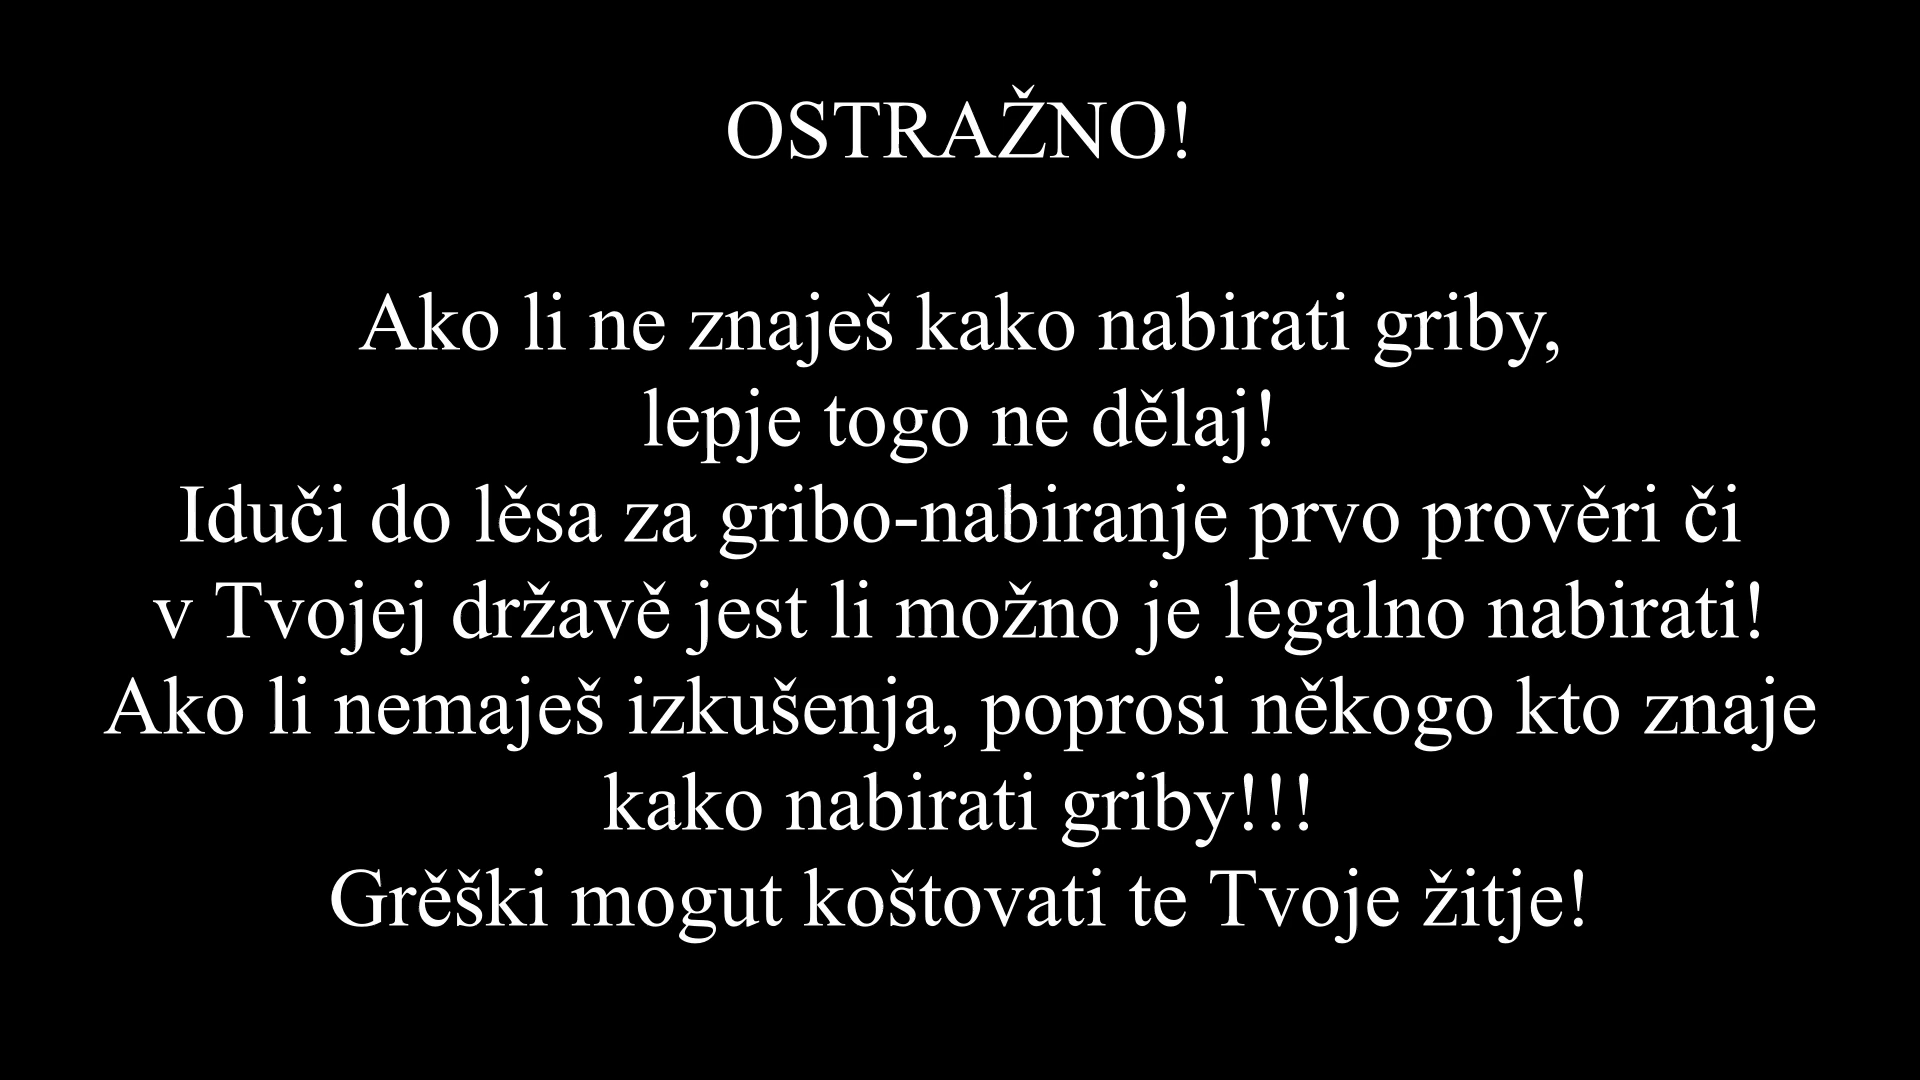 OSTRAŽNO!
Ako li ne znaješ kako nabirati griby,
lepje togo ne dělaj!
Iduči do lěsa za gribo-nabiranje prvo prověri či
v Tvojej državě jest li možno je legalno nabirati!
Ako li nemaješ izkušenja, poprosi někogo kto znaje
kako nabirati griby!!!
Grěški mogut koštovati te Tvoje žitje!